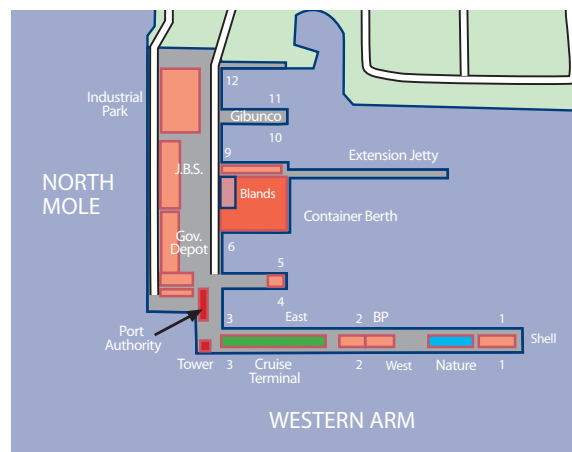 12
Industrial
Park
11
Gibunco
10
9
Extension Jetty
J.B.S.
NORTH
MOLE
Blands
Container Berth
Gov.
Depot
6
5
4
Port
Authority
3
East
2
BP
1
Shell
Tower
3
Cruise
Terminal
2
West
Nature
1
WESTERN ARM